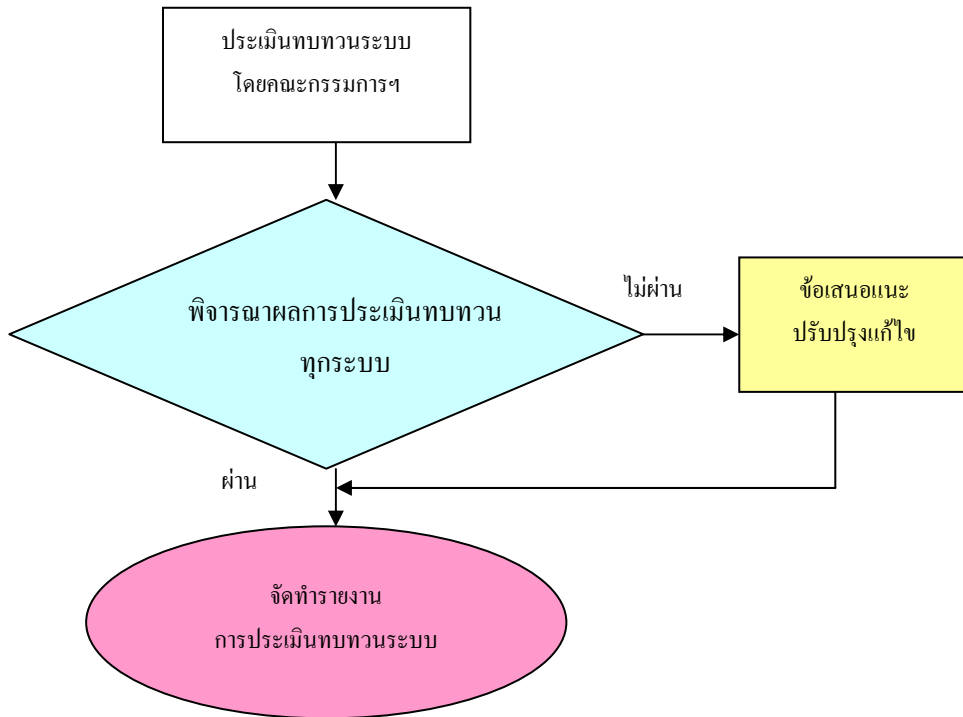 ประเมินทบทวนระบบ
โดยคณะกรรมการฯ
พิจารณาผลการประเมินทบทวน
ทุกระบบ
ไม่ผ่าน
ข้อเสนอแนะ
ปรับปรุงแก้ไข
ผ่าน
จัดทำรายงาน
การประเมินทบทวนระบบ